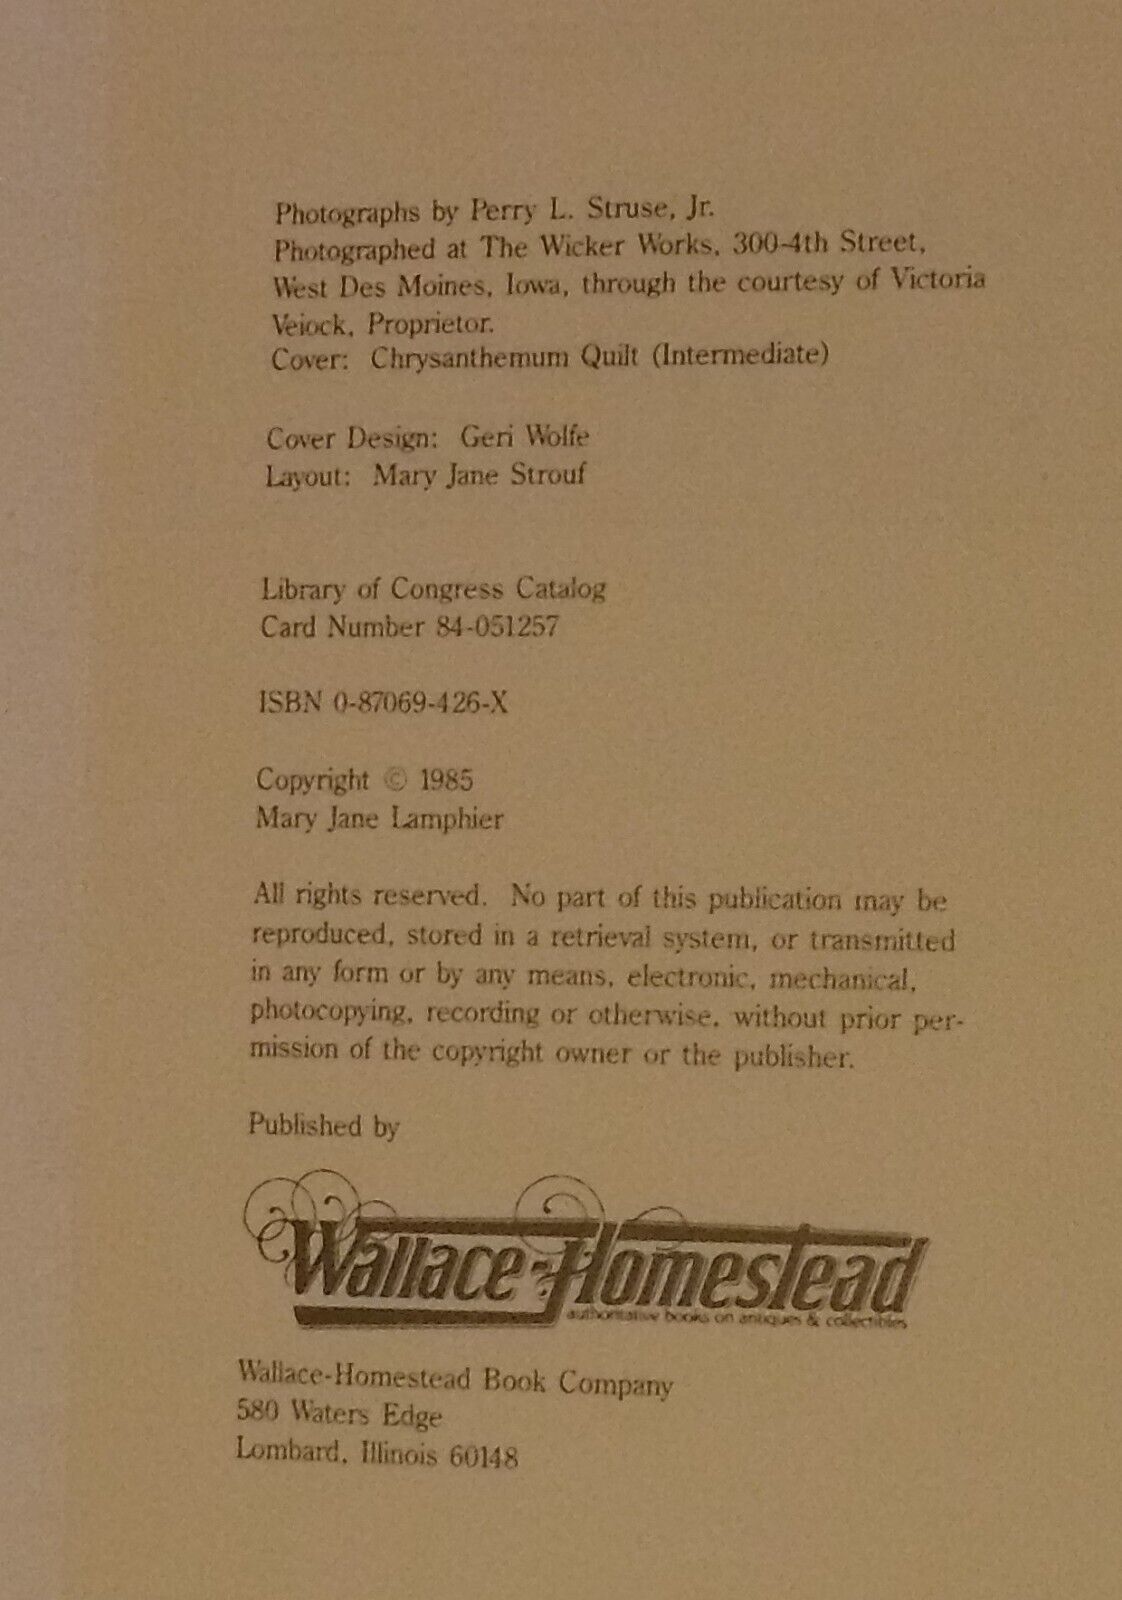 Photographs by Perry L. Struse, Jr.
Photographed at The Wicker Works, 300-4th Street,
West Des Moines, Iowa, through the courtesy of Victoria
Veiock, Proprietor.
Cover: Chrysanthemum Quilt (Intermediate)
Cover Design: Geri Wolfe
Layout: Mary Jane Strouf
Library of Congress Catalog
Card Number 84-051257
ISBN 0-87069-426-X
Copyright © 1985
Mary Jane Lamphier
All rights reserved. No part of this publication may be
reproduced, stored in a retrieval system, or transmitted
in any form or by any means, electronic, mechanical,
photocopying, recording or otherwise, without prior per-
mission of the copyright owner or the publisher.
Published by
Wallace-Homestead
authoritative books on antiques & collectibles
Wallace-Homestead Book Company
580 Waters Edge
Lombard, Illinois 60148